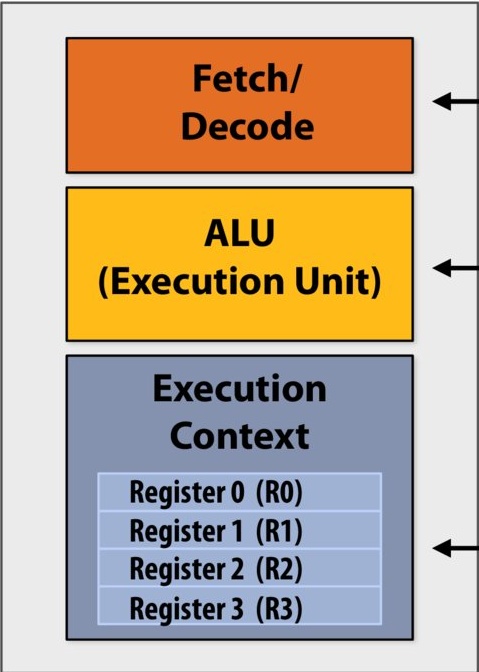 Fetch/
Decode
ALU
(Execution Unit)
Execution
Context
Register 0 (R0)
Register 1 (R1)
Register 2 (R2)
Register 3 (R3)